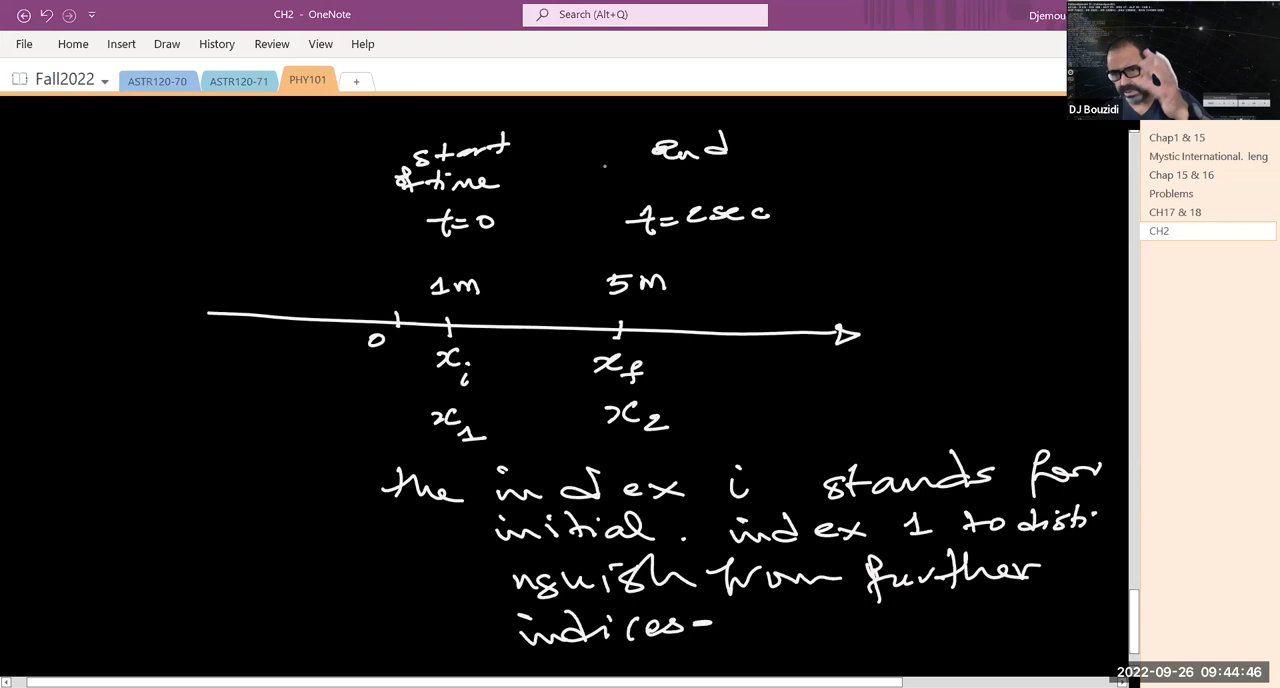 CH2 - OneNote
Search (Alt+Q)
Djemou
File Home Insert Draw History Review View Help
DJ Bouzidi
Fall2022 ASTR120-70 ASTR120-71 PHY101 +
Chap1 & 15
Mystic International. leng
Chap 15 & 16
Problems
CH17 & 18
CH2
start end
of time
t=0 t=2sec
1m 5m
0
xi xf
x1 x2
the index i stands for
initial. index 1 to disti
nguish from further
indices-
2022-09-26 09:44:46